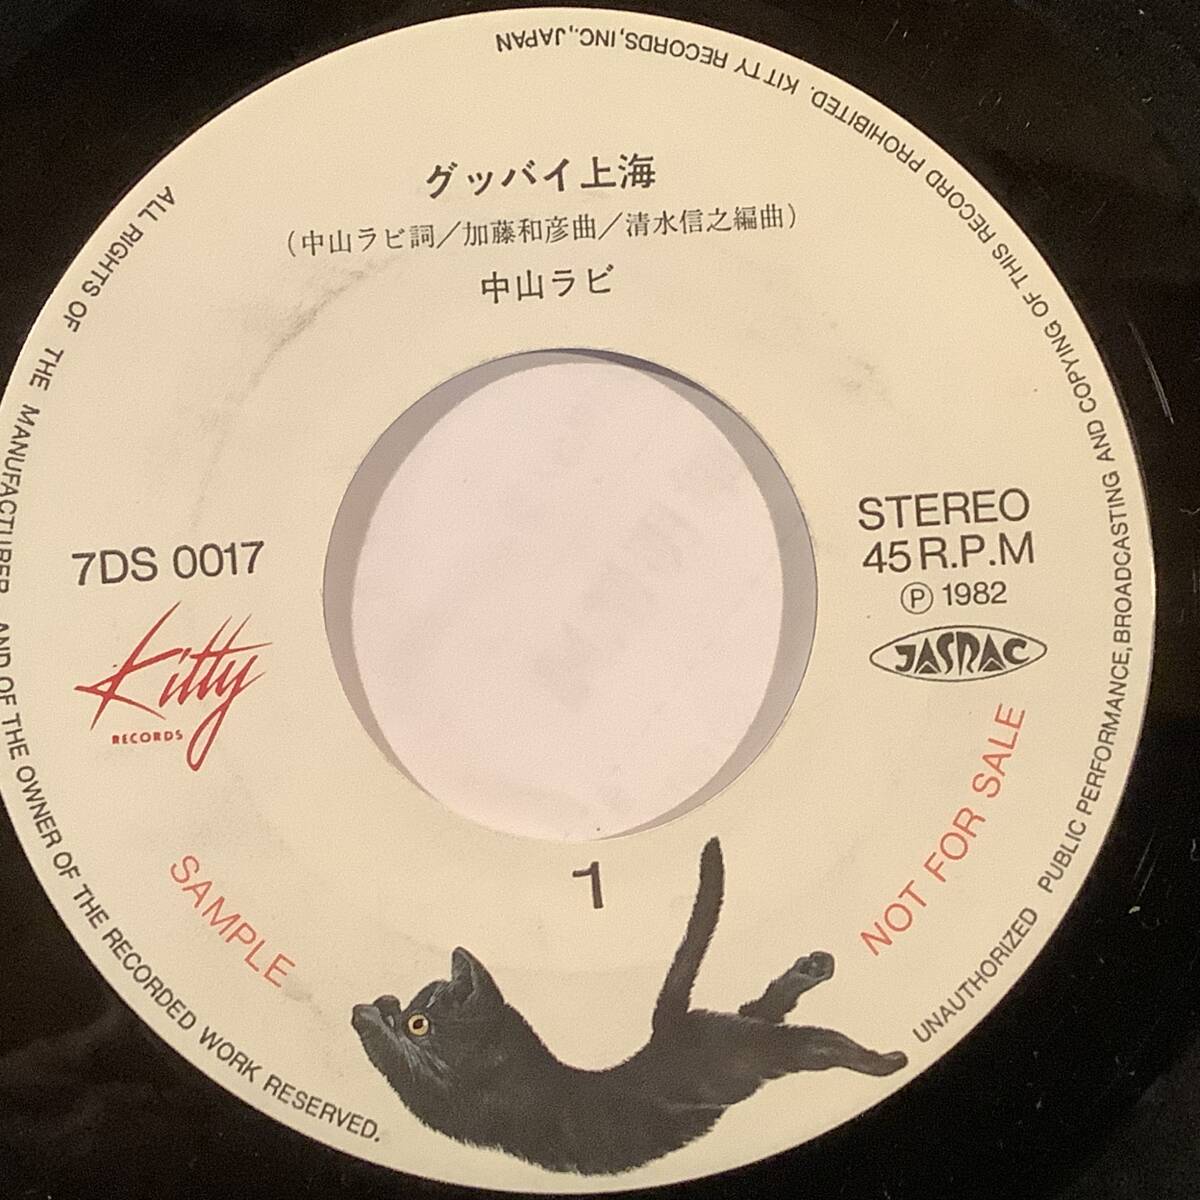 グッバイ上海
（中山ラビ詞／加藤和彦曲／清水信之編曲）
中山ラビ
7DS 0017
Kitty
RECORDS
STEREO
45 R.P.M
Ⓟ 1982
JASRAC
SAMPLE
NOT FOR SALE
1
ALL RIGHTS OF THE MANUFACTURER AND OF THE OWNER OF THE RECORDED WORK RESERVED.
UNAUTHORIZED PUBLIC PERFORMANCE, BROADCASTING AND COPYING OF THIS RECORD PROHIBITED. KITTY RECORDS, INC., JAPAN